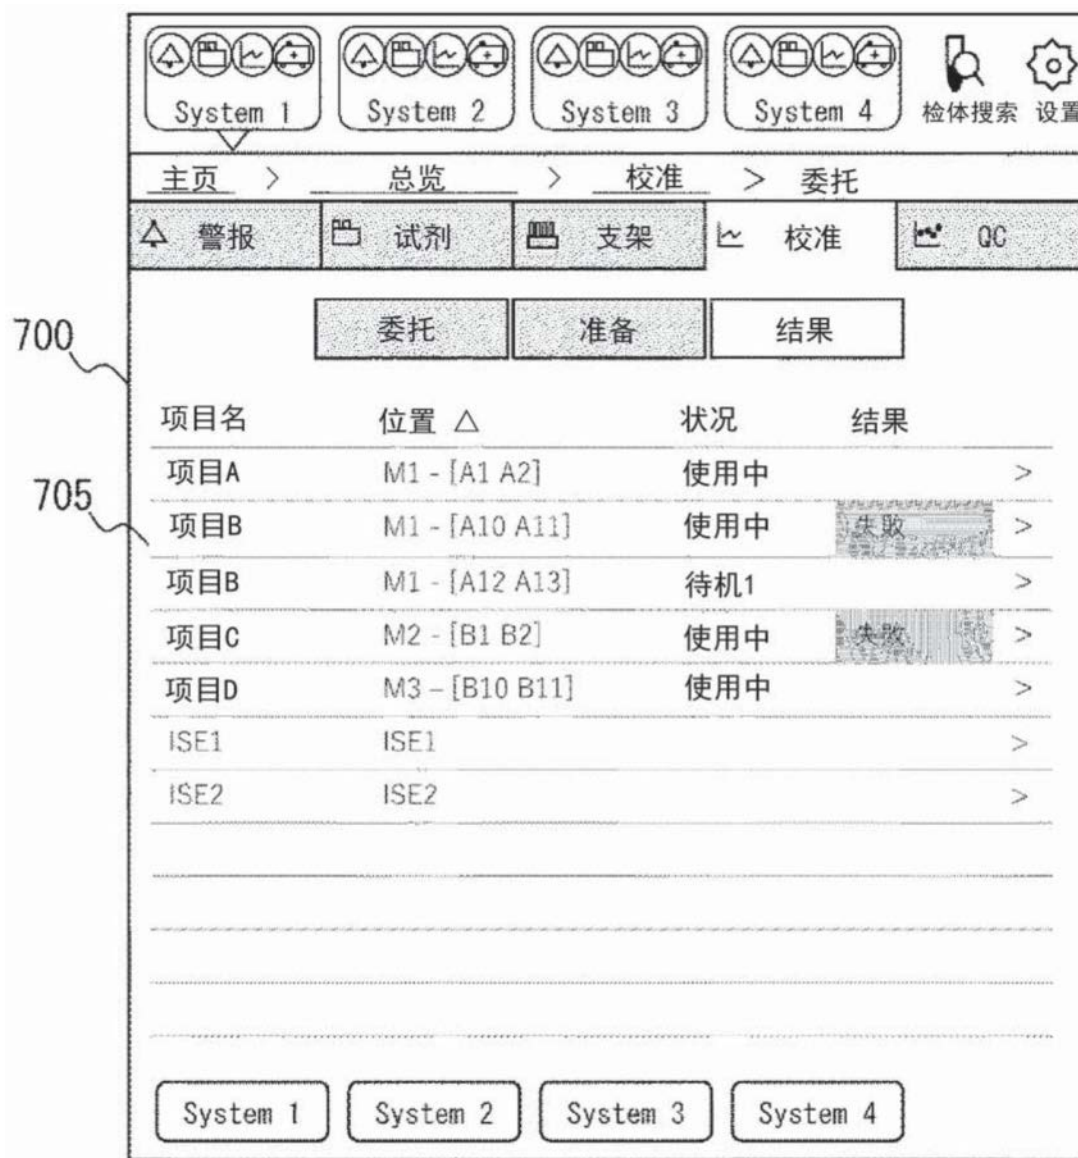 System 1 System 2 System 3 System 4 检体搜索 设置
主页 > 总览 > 校准 > 委托
警报 试剂 支架 校准 QC
委托 准备 结果
700
项目名 位置 △ 状况 结果
项目A M1 - [A1 A2] 使用中 >
705
项目B M1 - [A10 A11] 使用中 失败 >
项目B M1 - [A12 A13] 待机1 >
项目C M2 - [B1 B2] 使用中 失败 >
项目D M3 - [B10 B11] 使用中 >
ISE1 ISE1 >
ISE2 ISE2 >
System 1 System 2 System 3 System 4